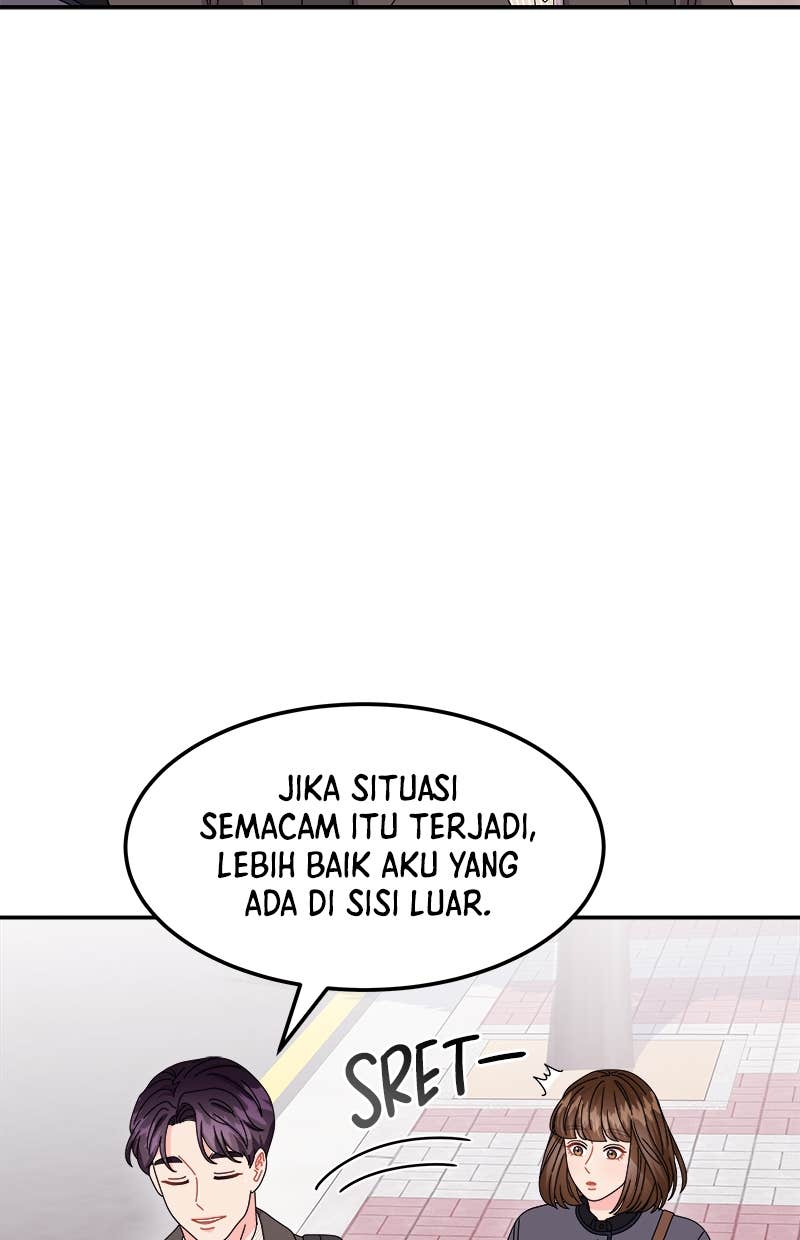 JIKA SITUASI
SEMACAM ITU TERJADI,
LEBIH BAIK AKU YANG
ADA DI SISI LUAR.
SRET—